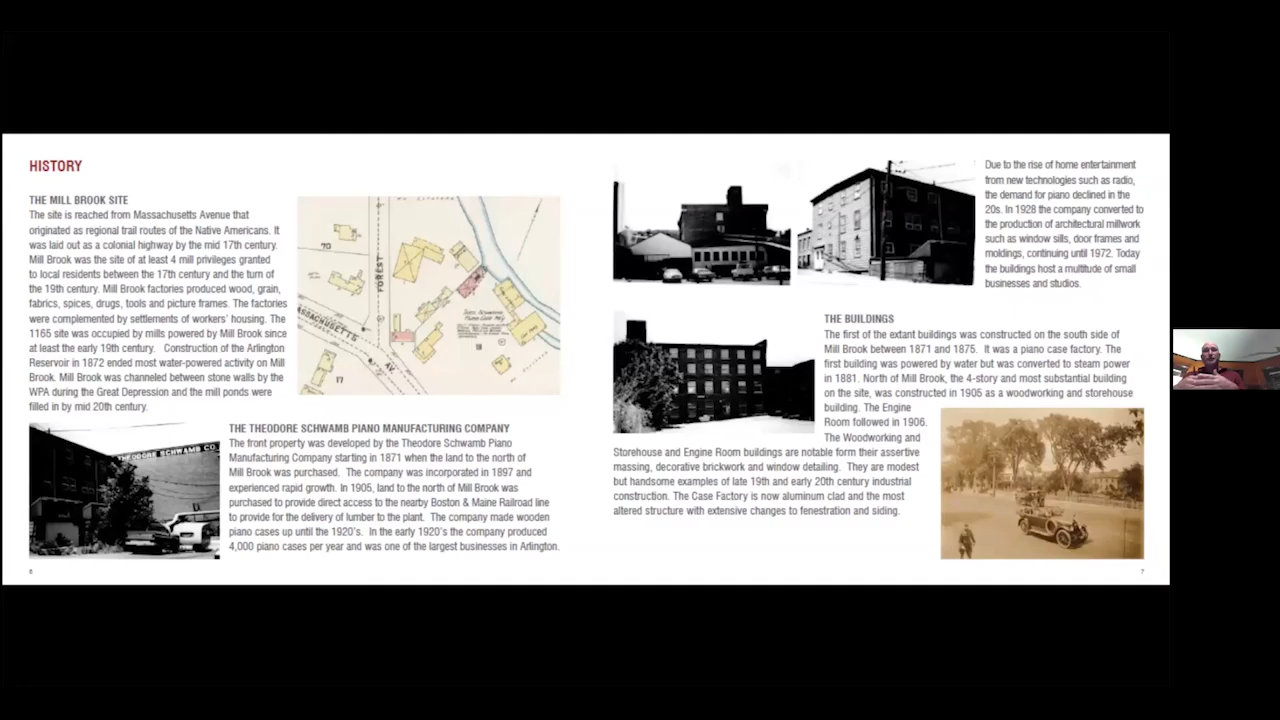 HISTORY
THE MILL BROOK SITE
The site is reached from Massachusetts Avenue that
originated as regional trail routes of the Native Americans. It
was laid out as a colonial highway by the mid 17th century.
Mill Brook was the site of at least 4 mill privileges granted
to local residents between the 17th century and the turn of
the 19th century. Mill Brook factories produced wood, grain,
fabrics, spices, drugs, tools and picture frames. The factories
were complemented by settlements of workers' housing. The
1165 site was occupied by mills powered by Mill Brook since
at least the early 19th century. Construction of the Arlington
Reservoir in 1872 ended most water-powered activity on Mill
Brook. Mill Brook was channeled between stone walls by the
WPA during the Great Depression and the mill ponds were
filled in by mid 20th century.
70
FOREST
MASSACHUSETTS
AV.
17
18
THEODORE SCHWAMB CO.
THE THEODORE SCHWAMB PIANO MANUFACTURING COMPANY
The front property was developed by the Theodore Schwamb Piano
Manufacturing Company starting in 1871 when the land to the north of
Mill Brook was purchased. The company was incorporated in 1897 and
experienced rapid growth. In 1905, land to the north of Mill Brook was
purchased to provide direct access to the nearby Boston & Maine Railroad line
to provide for the delivery of lumber to the plant. The company made wooden
piano cases up until the 1920's. In the early 1920's the company produced
4,000 piano cases per year and was one of the largest businesses in Arlington.
6
Due to the rise of home entertainment
from new technologies such as radio,
the demand for piano declined in the
20s. In 1928 the company converted to
the production of architectural millwork
such as window sills, door frames and
moldings, continuing until 1972. Today
the buildings host a multitude of small
businesses and studios.
THE BUILDINGS
The first of the extant buildings was constructed on the south side of
Mill Brook between 1871 and 1875. It was a piano case factory. The
first building was powered by water but was converted to steam power
in 1881. North of Mill Brook, the 4-story and most substantial building
on the site, was constructed in 1905 as a woodworking and storehouse
building. The Engine
Room followed in 1906.
The Woodworking and
Storehouse and Engine Room buildings are notable form their assertive
massing, decorative brickwork and window detailing. They are modest
but handsome examples of late 19th and early 20th century industrial
construction. The Case Factory is now aluminum clad and the most
altered structure with extensive changes to fenestration and siding.
7